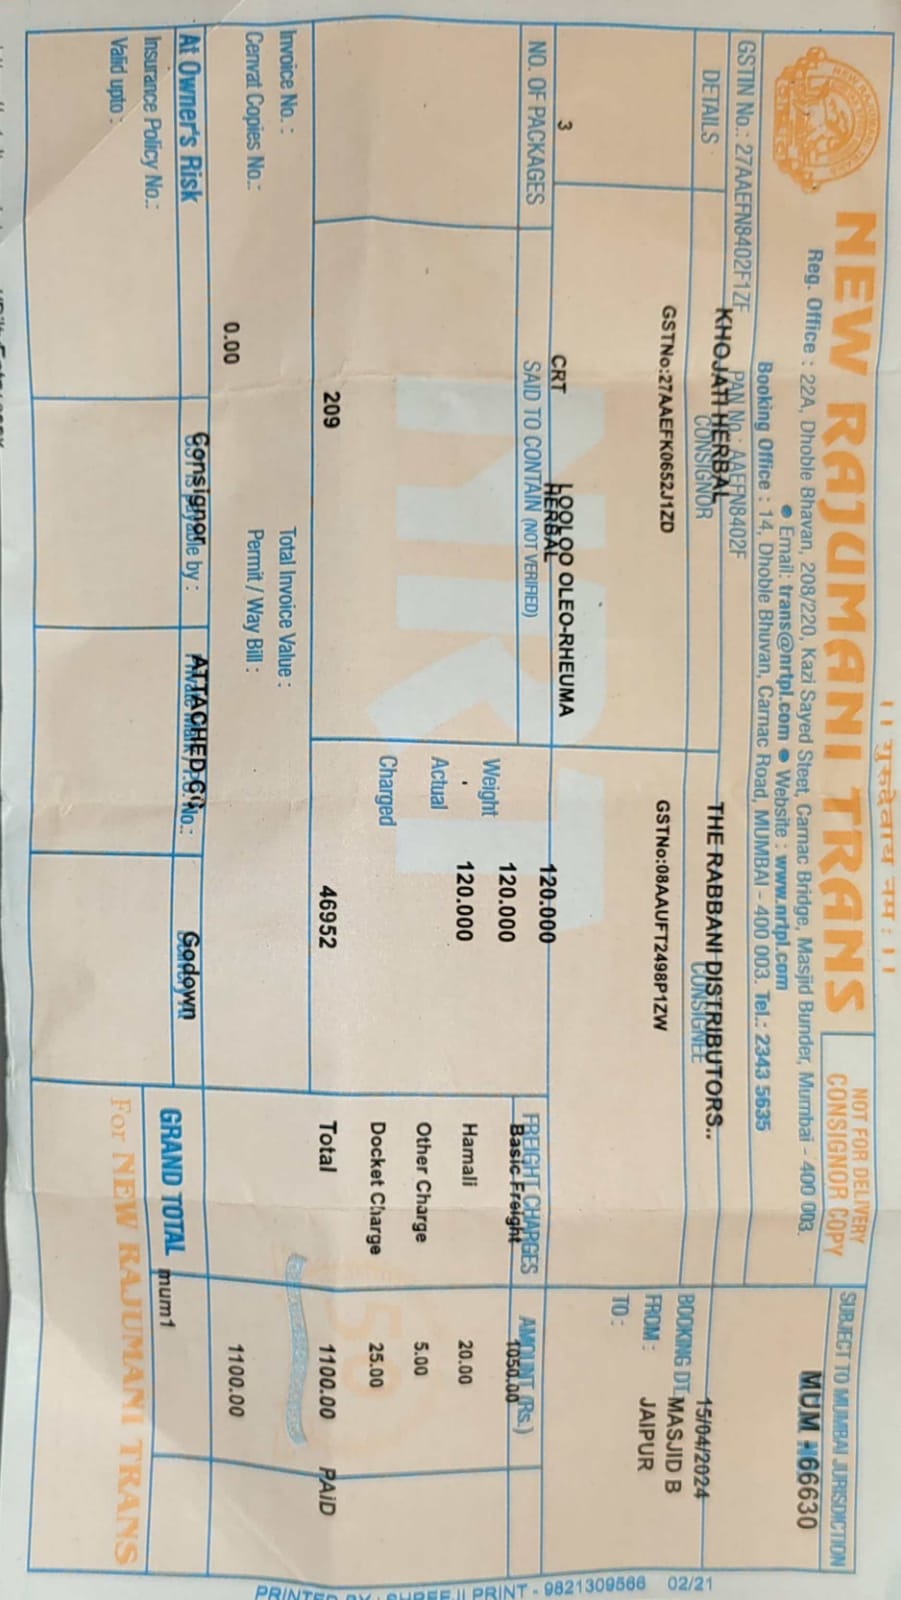 ।। गुरुदेवाय नमः ।।
NEW RAJUMANI TRANS
NOT FOR DELIVERY
CONSIGNOR COPY
SUBJECT TO MUMBAI JURISDICTION
MUM 66630
Reg. Office : 22A, Dhoble Bhavan, 208/220, Kazi Sayed Steet, Carnac Bridge, Masjid Bunder, Mumbai - 400 003.
● Email: trans@nrtpl.com ● Website : www.nrtpl.com
Booking Office : 14, Dhoble Bhuvan, Carnac Road, MUMBAI - 400 003. Tel.: 2343 5635
GSTIN No.: 27AAEFN8402F1ZF PAN No.: AAEFN8402F
DETAILS
KHOJATI HERBAL
CONSIGNOR
THE RABBANI DISTRIBUTORS..
CONSIGNEE
GSTNo:27AAEFK0652J1ZD
GSTNo:08AAUFT2498P1ZW
BOOKING DT. 15/04/2024
FROM : MASJID B
TO : JAIPUR
NO. OF PACKAGES
SAID TO CONTAIN (NOT VERIFIED)
FREIGHT CHARGES
AMOUNT (Rs.)
3
CRT
LOOLOO OLEO-RHEUMA
HERBAL
NRT
Weight
120.000
Actual
120.000
Charged
120.000
Basic Freight 1050.00
Hamali 20.00
Other Charge 5.00
Docket Charge 25.00
209
46952
Total 1100.00 PAID
Invoice No. :
Total Invoice Value :
Cenvat Copies No.:
Permit / Way Bill :
0.00
1100.00
At Owner's Risk
Consignor
payable by :
ATTACHED CC
No.:
Godown
GRAND TOTAL
mum1
Insurance Policy No.:
Valid upto :
For NEW RAJUMANI TRANS
PRINT - 9821309566 02/21